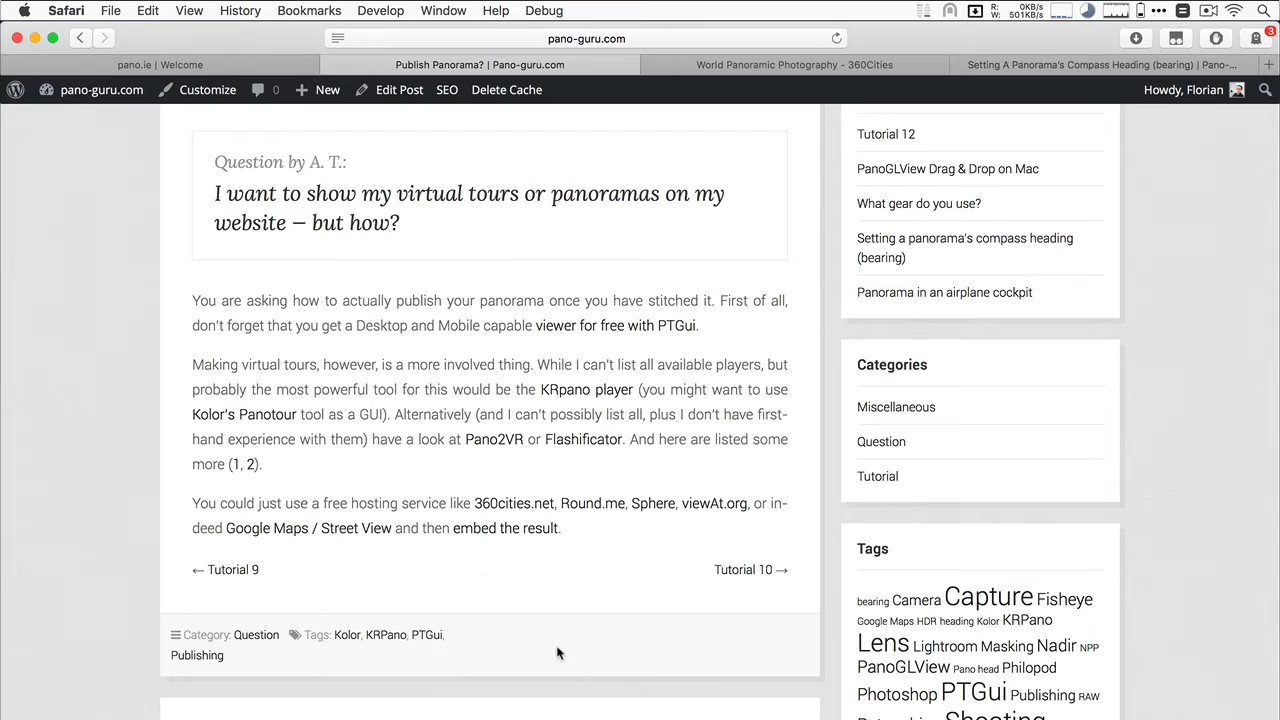 Safari File Edit View History Bookmarks Develop Window Help Debug
R: 0KB/s
W: 501KB/s
pano-guru.com
3
pano.ie | Welcome
Publish Panorama? | Pano-guru.com
World Panoramic Photography - 360Cities
Setting A Panorama's Compass Heading (bearing) | Pano-...
pano-guru.com Customize 0 New Edit Post SEO Delete Cache Howdy, Florian
Question by A. T.:
I want to show my virtual tours or panoramas on my
website – but how?
You are asking how to actually publish your panorama once you have stitched it. First of all,
don't forget that you get a Desktop and Mobile capable viewer for free with PTGui.
Making virtual tours, however, is a more involved thing. While I can't list all available players, but
probably the most powerful tool for this would be the KRpano player (you might want to use
Kolor's Panotour tool as a GUI). Alternatively (and I can't possibly list all, plus I don't have first-
hand experience with them) have a look at Pano2VR or Flashificator. And here are listed some
more (1, 2).
You could just use a free hosting service like 360cities.net, Round.me, Sphere, viewAt.org, or in-
deed Google Maps / Street View and then embed the result.
← Tutorial 9
Tutorial 10 →
Category: Question Tags: Kolor, KRPano, PTGui,
Publishing
Tutorial 12
PanoGLView Drag & Drop on Mac
What gear do you use?
Setting a panorama's compass heading
(bearing)
Panorama in an airplane cockpit
Categories
Miscellaneous
Question
Tutorial
Tags
bearing Camera Capture Fisheye
Google Maps HDR heading Kolor KRPano
Lens Lightroom Masking Nadir NPP
PanoGLView Pano head Philopod
Photoshop PTGui Publishing RAW
Shooting